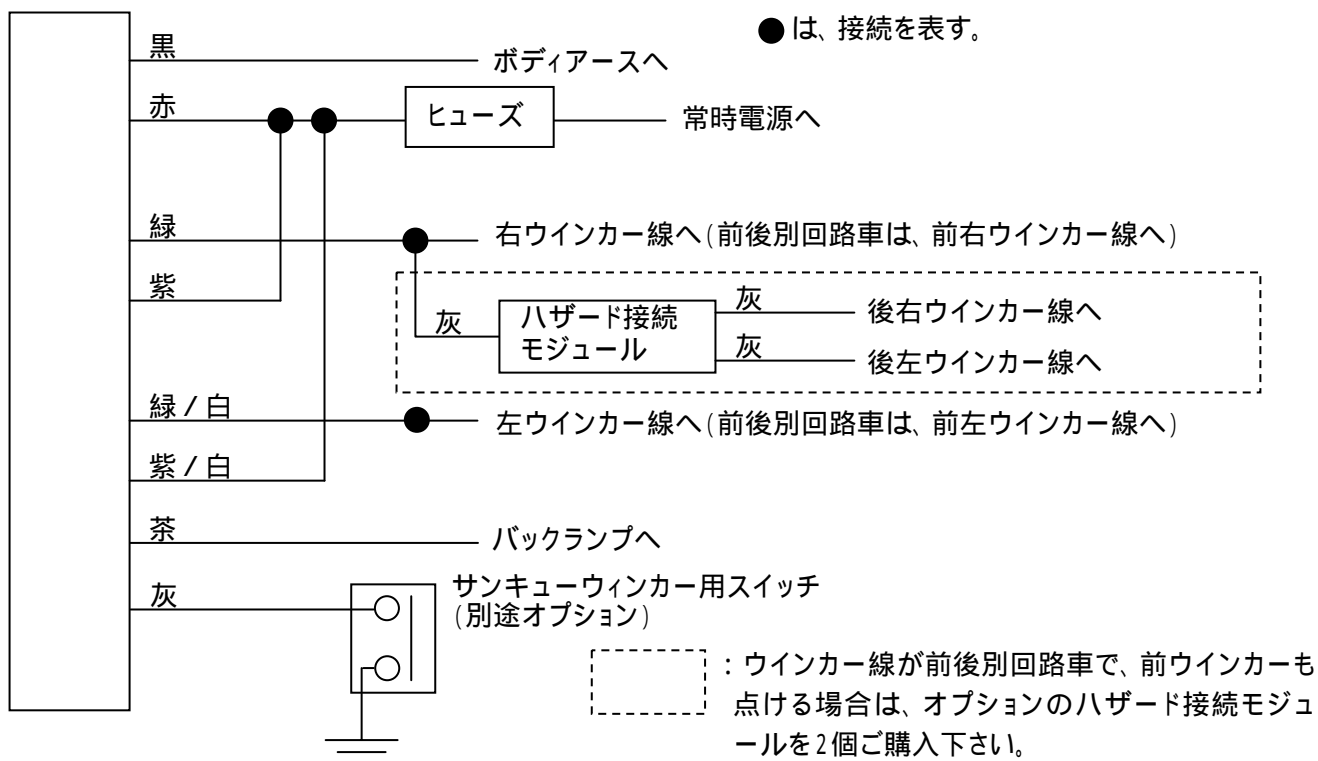 ●は、接続を表す。
黒
ボディアースへ
赤
ヒューズ
常時電源へ
緑
右ウインカー線へ(前後別回路車は、前右ウインカー線へ)
紫
灰
ハザード接続
モジュール
灰
後右ウインカー線へ
灰
後左ウインカー線へ
緑/白
左ウインカー線へ(前後別回路車は、前左ウインカー線へ)
紫/白
茶
バックランプへ
灰
サンキューウィンカー用スイッチ
(別途オプション)
:ウインカー線が前後別回路車で、前ウインカーも
点ける場合は、オプションのハザード接続モジュ
ールを2個ご購入下さい。